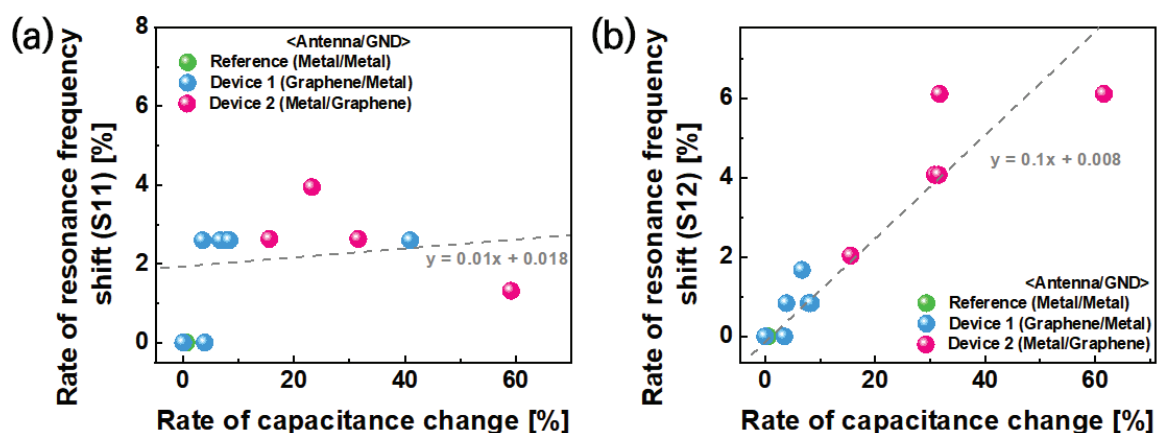 (a)
Rate of resonance frequency
shift (S11) [%]
8
6
4
2
0
<Antenna/GND>
Reference (Metal/Metal)
Device 1 (Graphene/Metal)
Device 2 (Metal/Graphene)
y = 0.01x + 0.018
0 20 40 60
Rate of capacitance change [%]
(b)
Rate of resonance frequency
shift (S12) [%]
6
4
2
0
y = 0.1x + 0.008
<Antenna/GND>
Reference (Metal/Metal)
Device 1 (Graphene/Metal)
Device 2 (Metal/Graphene)
0 20 40 60
Rate of capacitance change [%]